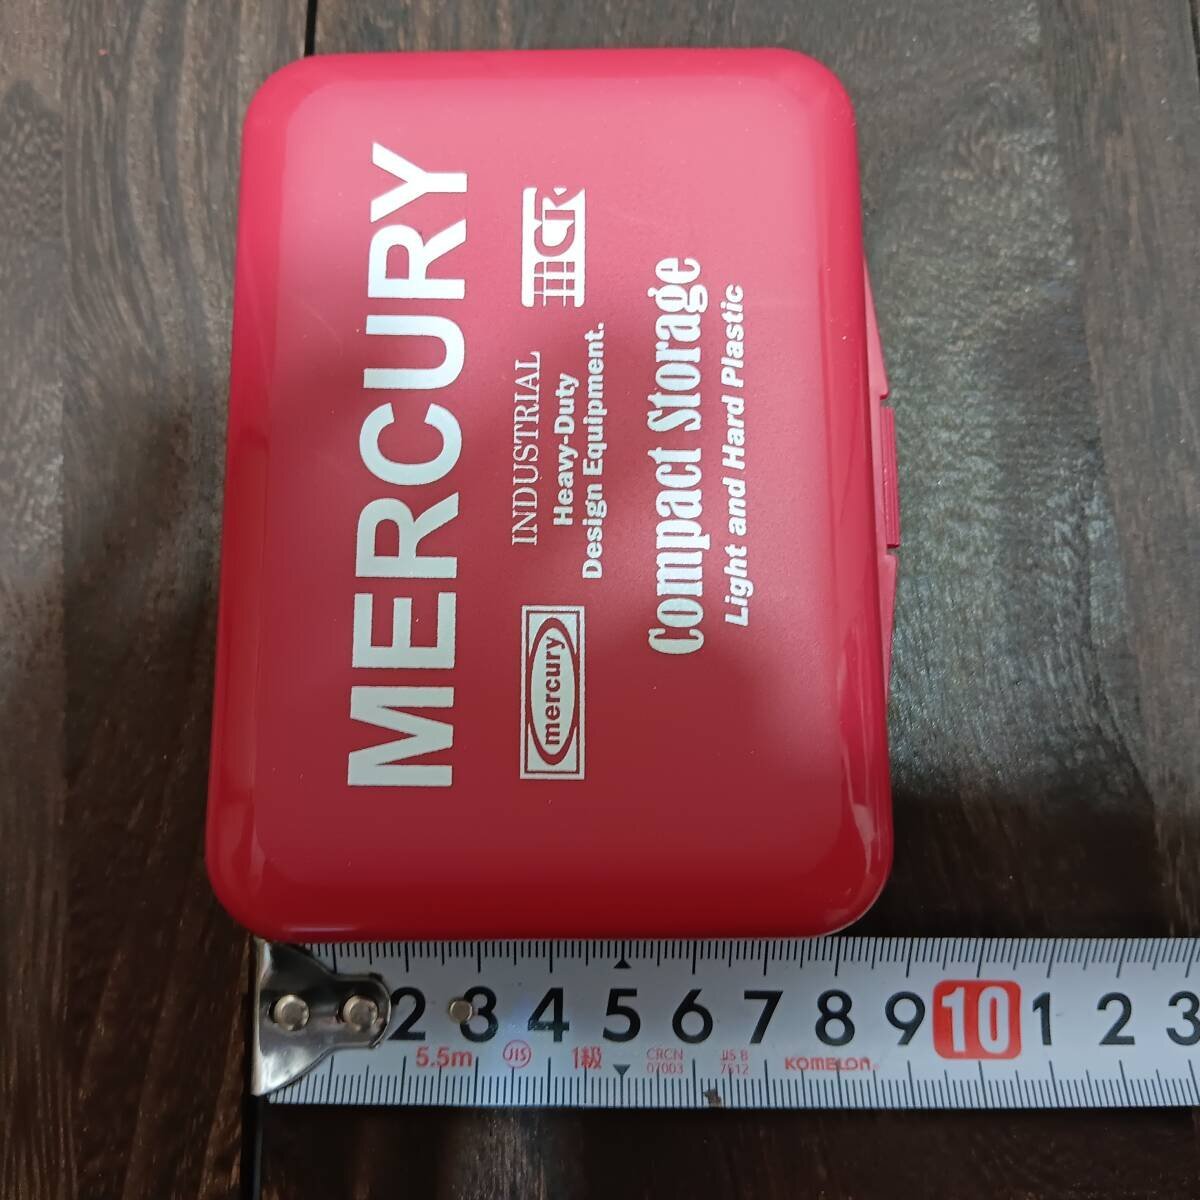 MERCURY
INDUSTRIAL
Heavy-Duty
Design Equipment.
mercury
Compact Storage
Light and Hard Plastic
2 3 4 5 6 7 8 9 10 1 2 3
5.5m JIS 1級 CRCN 07003 JIS B 7512 KOMELON